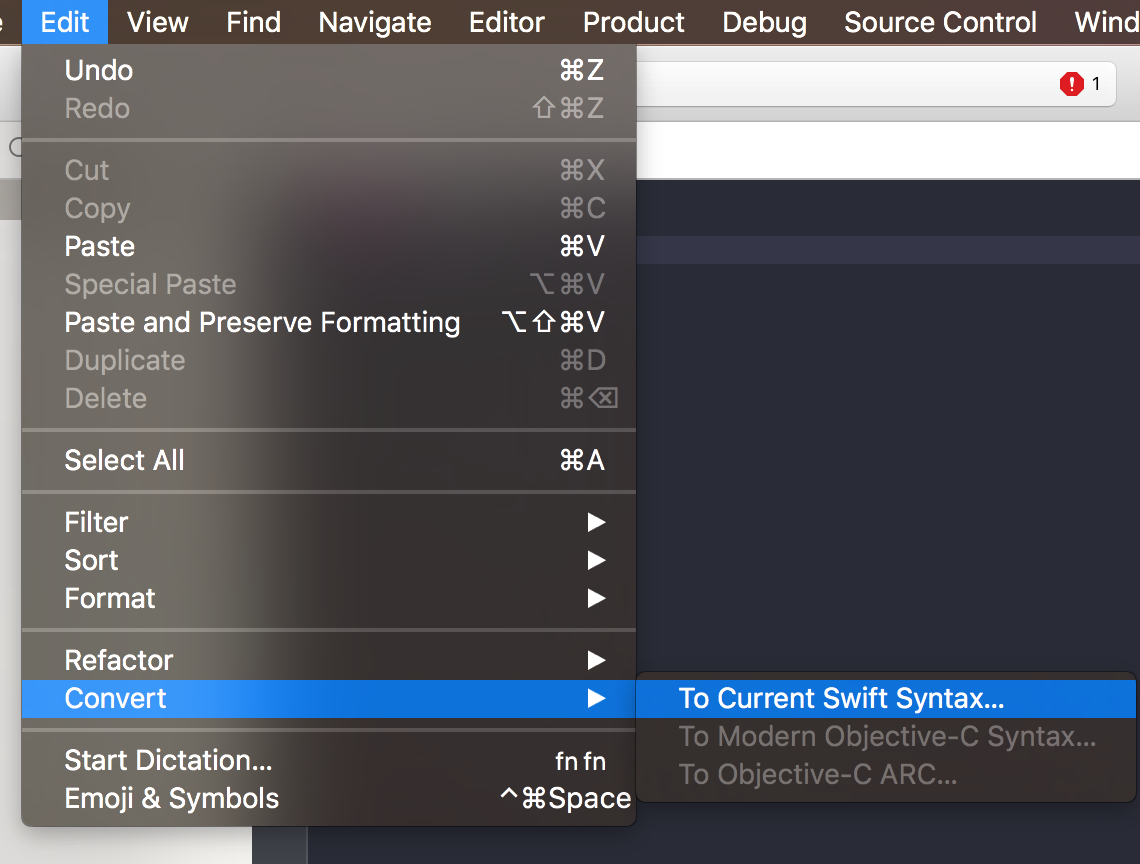 Edit View Find Navigate Editor Product Debug Source Control Wind
1
Undo ⌘Z
Redo ⇧⌘Z
Cut ⌘X
Copy ⌘C
Paste ⌘V
Special Paste ⌥⌘V
Paste and Preserve Formatting ⌥⇧⌘V
Duplicate ⌘D
Delete ⌘⌫
Select All ⌘A
Filter ▶
Sort ▶
Format ▶
Refactor ▶
Convert ▶ To Current Swift Syntax...
To Modern Objective-C Syntax...
To Objective-C ARC...
Start Dictation... fn fn
Emoji & Symbols ^⌘Space